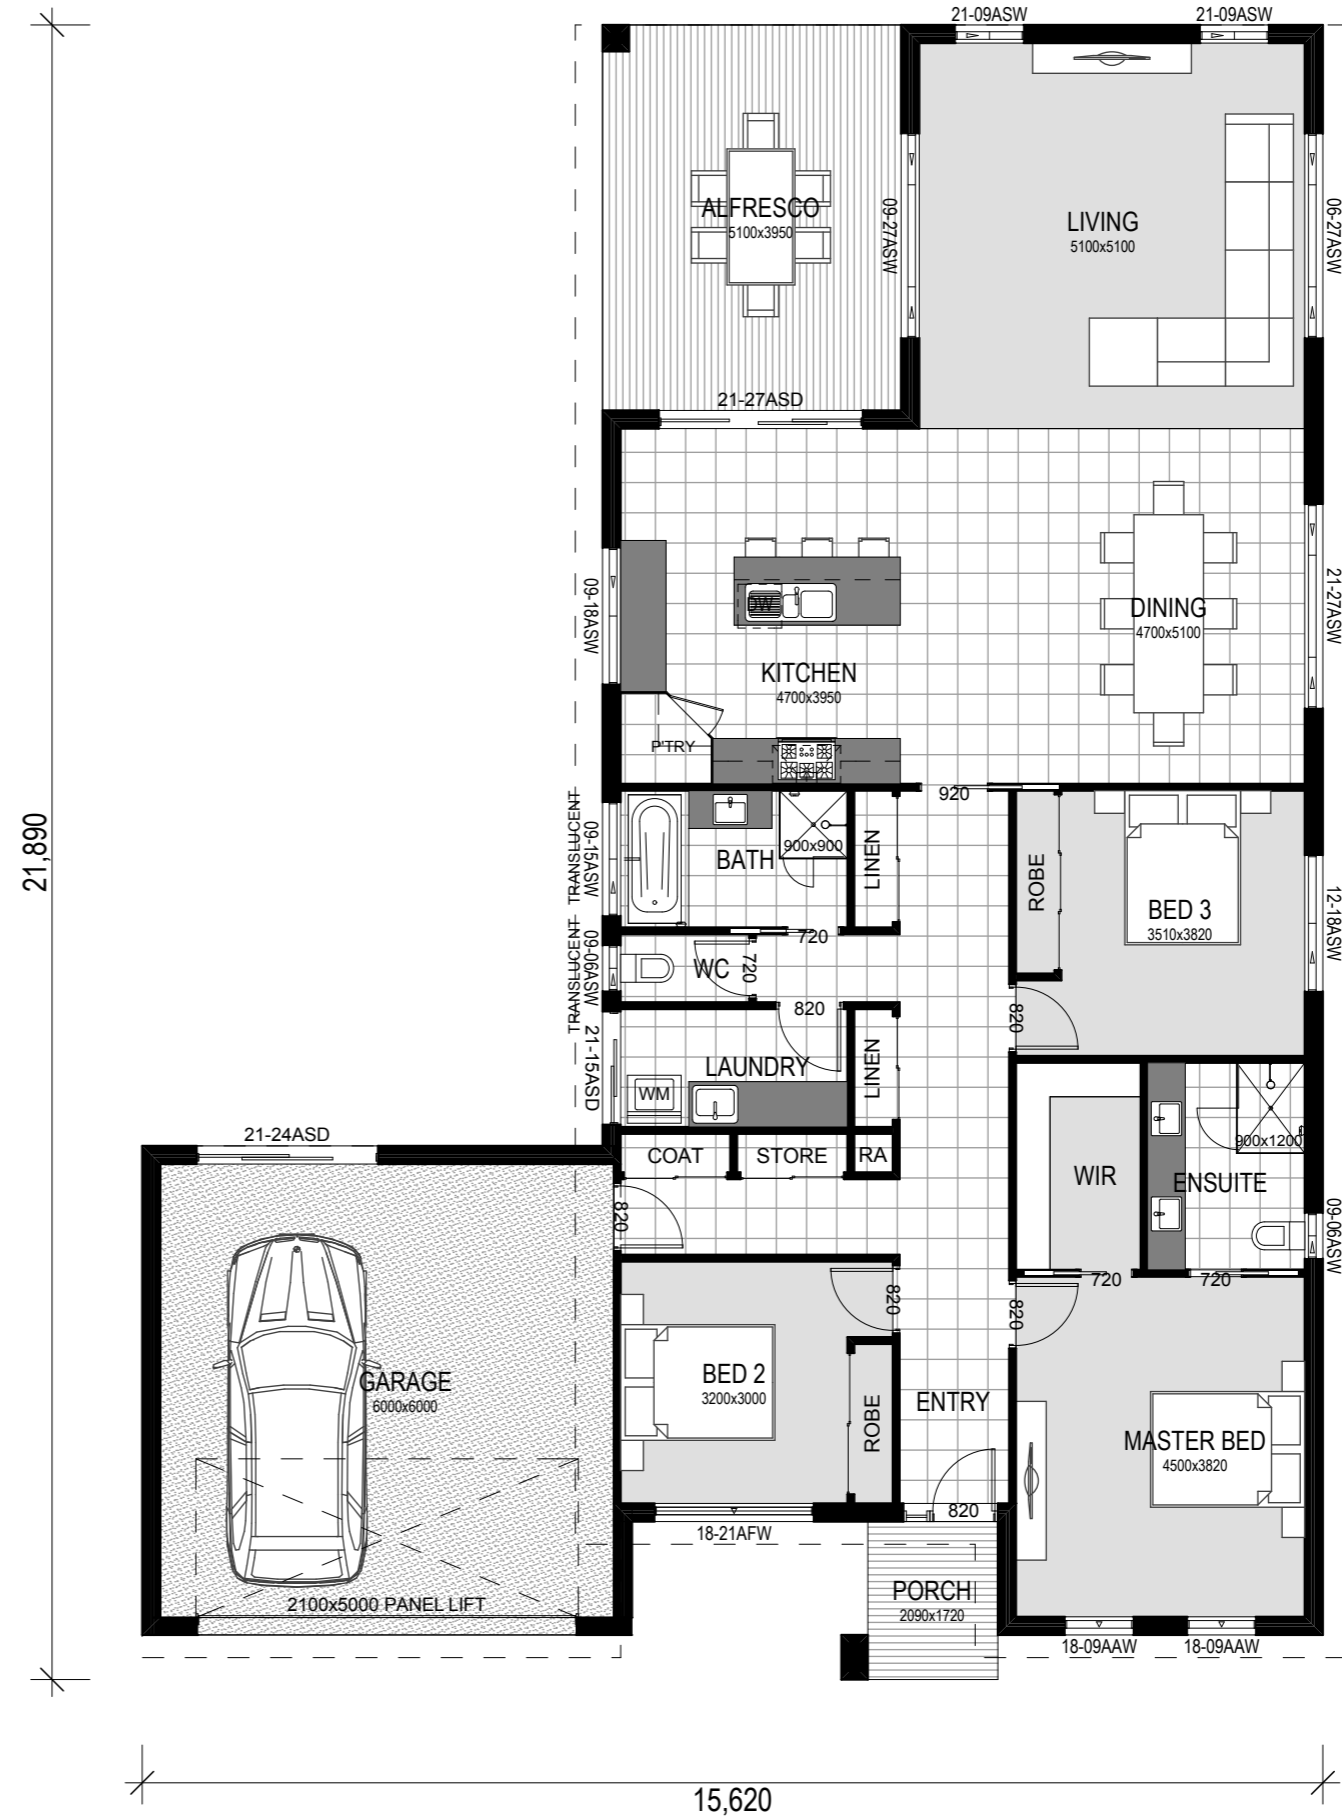 21-09ASW
21-09ASW
ALFRESCO
5100x3950
09-27ASW
LIVING
5100x5100
06-27ASW
21-27ASD
09-18ASW
DW
DINING
4700x5100
21-27ASW
KITCHEN
4700x3950
P'TRY
920
21,890
TRANSLUCENT
09-15ASW
BATH
900x900
LINEN
ROBE
BED 3
3510x3820
12-18ASW
720
TRANSLUCENT
09-06ASW
WC
720
820
820
21-15ASD
LAUNDRY
WM
LINEN
21-24ASD
COAT
STORE
RA
WIR
900x1200
ENSUITE
09-06ASW
820
720
720
820
820
GARAGE
6000x6000
BED 2
3200x3000
ROBE
ENTRY
MASTER BED
4500x3820
820
18-21AFW
2100x5000 PANEL LIFT
PORCH
2090x1720
18-09AAW
18-09AAW
15,620